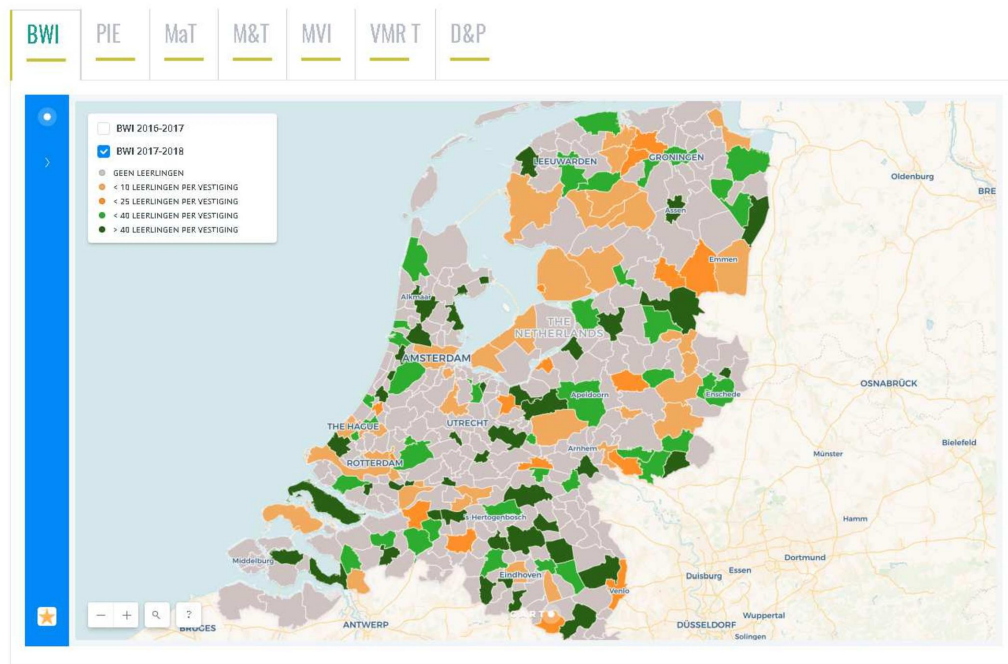 BWI PIE MaT M&T MVI VMR T D&P
BWI 2016-2017
BWI 2017-2018
GEEN LEERLINGEN
< 10 LEERLINGEN PER VESTIGING
< 25 LEERLINGEN PER VESTIGING
< 40 LEERLINGEN PER VESTIGING
> 40 LEERLINGEN PER VESTIGING
LEEUWARDEN
GRONINGEN
Oldenburg
BRE
Assen
Emmen
Alkmaar
THE
NETHERLANDS
AMSTERDAM
OSNABRÜCK
Apeldoorn
Enschede
THE HAGUE
UTRECHT
Bielefeld
Arnhem
Münster
ROTTERDAM
's-Hertogenbosch
Hamm
Middelburg
Dortmund
Eindhoven
Essen
Duisburg
Venlo
− + ?
Wuppertal
BRUGES
ANTWERP
DÜSSELDORF
Solingen